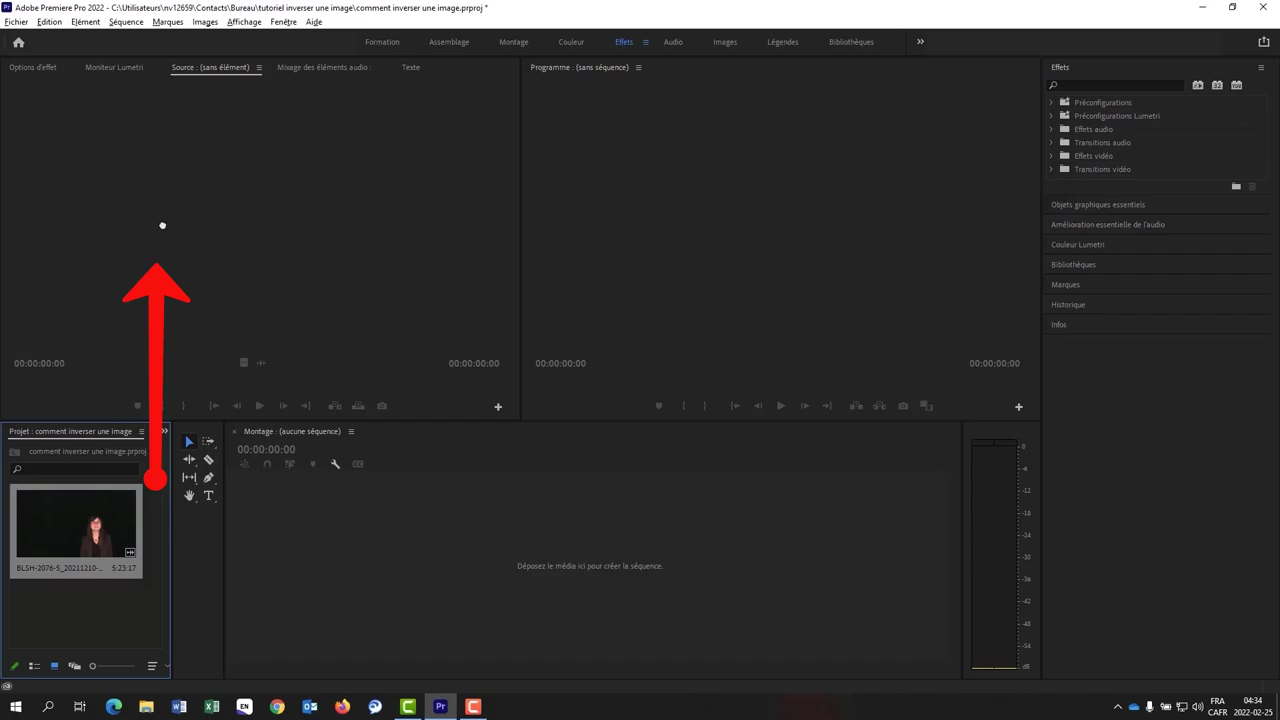 Adobe Premiere Pro 2022 - C:\Utilisateurs\nv12659\Contacts\Bureau\tutoriel inverser une image\comment inverser une image.prproj *
Fichier Edition Elément Séquence Marques Images Affichage Fenêtre Aide
Formation Assemblage Montage Couleur Effets Audio Images Légendes Bibliothèques
Options d'effet Moniteur Lumetri Source : (sans élément) Mixage des éléments audio : Texte
Programme : (sans séquence)
Effets
Préconfigurations
Préconfigurations Lumetri
Effets audio
Transitions audio
Effets vidéo
Transitions vidéo
Objets graphiques essentiels
Amélioration essentielle de l'audio
Couleur Lumetri
Bibliothèques
Marques
Historique
Infos
00:00:00:00 00:00:00:00 00:00:00:00 00:00:00:00
Projet : comment inverser une image
comment inverser une image.prproj
BLSH-2076-5_20211210-... 5:23:17
Montage : (aucune séquence)
00:00:00:00
Déposez le média ici pour créer la séquence.
0
-6
-12
-18
-24
-30
-36
-42
-48
-54
dB
FRA
CAFR
04:34
2022-02-25